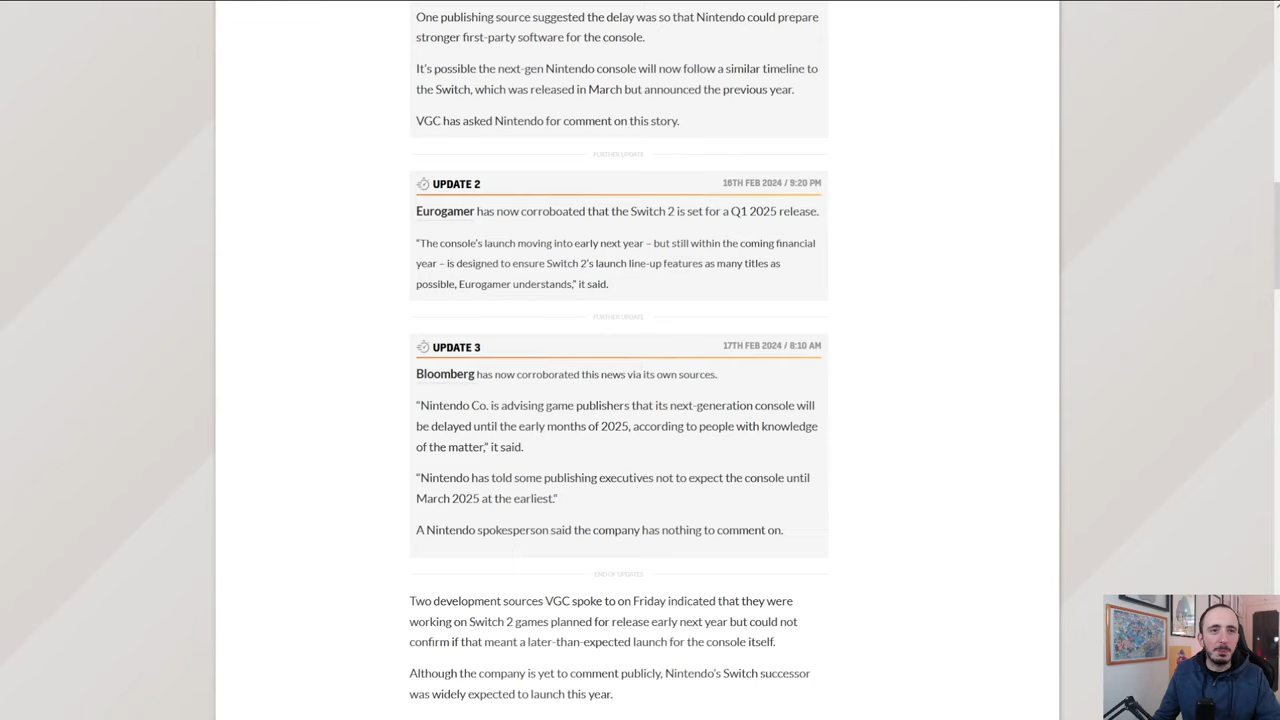 One publishing source suggested the delay was so that Nintendo could prepare
stronger first-party software for the console.
It's possible the next-gen Nintendo console will now follow a similar timeline to
the Switch, which was released in March but announced the previous year.
VGC has asked Nintendo for comment on this story.
FURTHER UPDATE
UPDATE 2 16TH FEB 2024 / 9:20 PM
Eurogamer has now corroboated that the Switch 2 is set for a Q1 2025 release.
“The console’s launch moving into early next year – but still within the coming financial
year – is designed to ensure Switch 2’s launch line-up features as many titles as
possible, Eurogamer understands,” it said.
FURTHER UPDATE
UPDATE 3 17TH FEB 2024 / 8:10 AM
Bloomberg has now corroborated this news via its own sources.
“Nintendo Co. is advising game publishers that its next-generation console will
be delayed until the early months of 2025, according to people with knowledge
of the matter,” it said.
“Nintendo has told some publishing executives not to expect the console until
March 2025 at the earliest.”
A Nintendo spokesperson said the company has nothing to comment on.
END OF UPDATES
Two development sources VGC spoke to on Friday indicated that they were
working on Switch 2 games planned for release early next year but could not
confirm if that meant a later-than-expected launch for the console itself.
Although the company is yet to comment publicly, Nintendo’s Switch successor
was widely expected to launch this year.